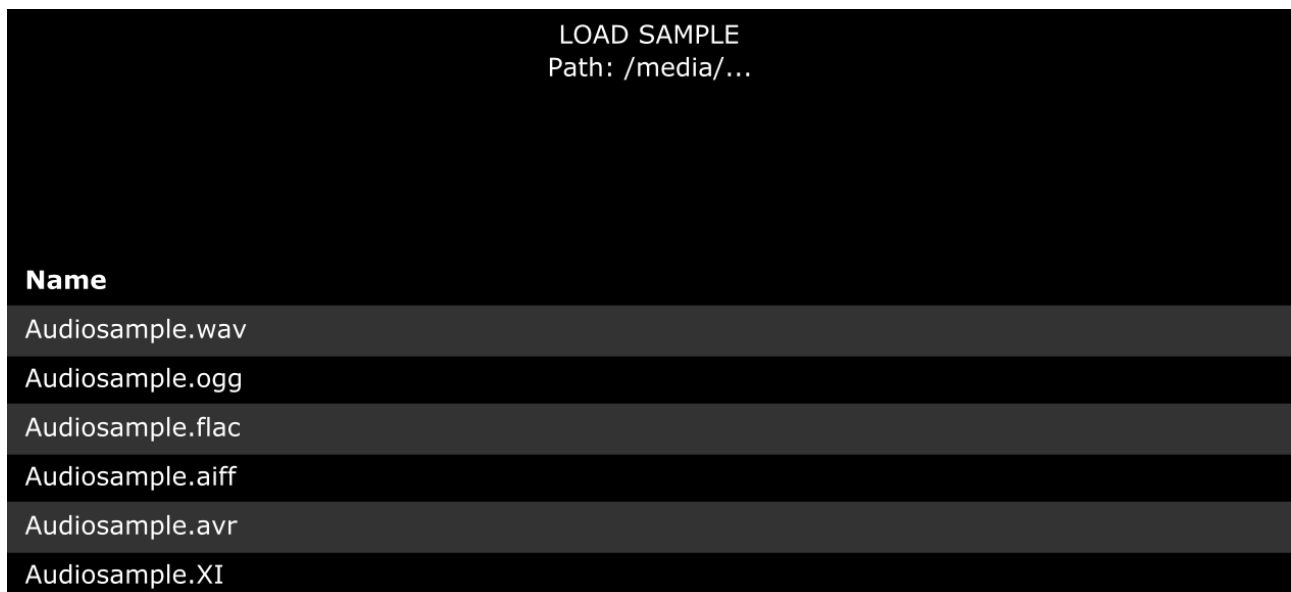 LOAD SAMPLE
Path: /media/...
Name
Audiosample.wav
Audiosample.ogg
Audiosample.flac
Audiosample.aiff
Audiosample.avr
Audiosample.XI